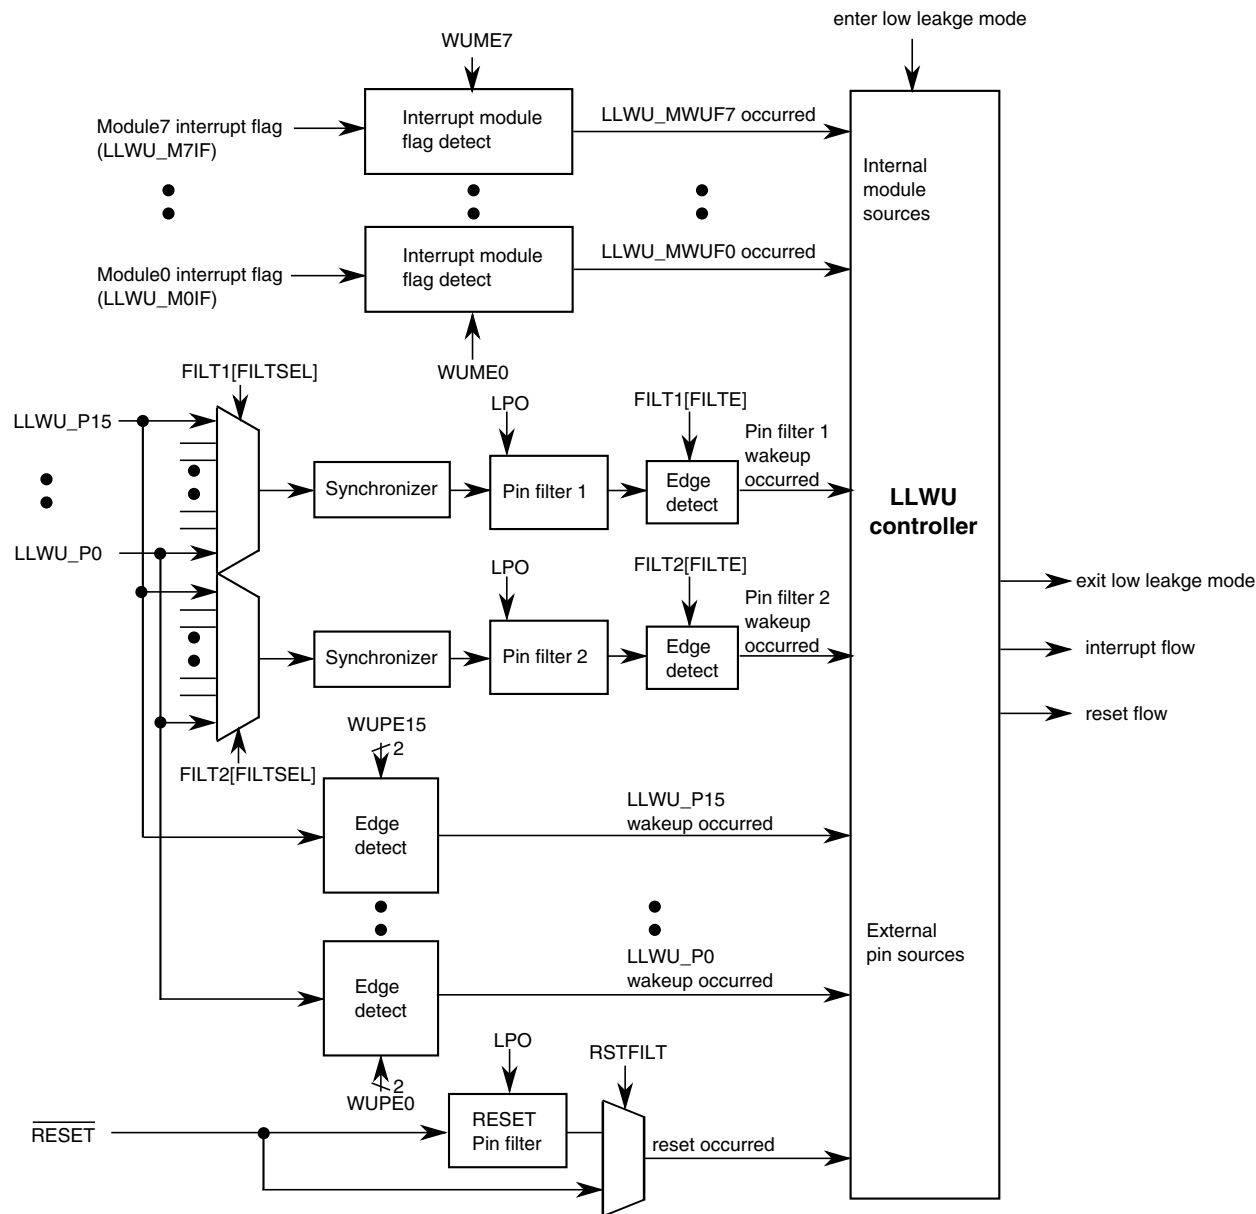 enter low leakge mode
WUME7
Interrupt module
flag detect
LLWU_MWUF7 occurred
Module7 interrupt flag
(LLWU_M7IF)
Internal
module
sources
Interrupt module
flag detect
LLWU_MWUF0 occurred
Module0 interrupt flag
(LLWU_M0IF)
WUME0
FILT1[FILTSEL]
LLWU_P15
LPO
FILT1[FILTE]
Pin filter 1
wakeup
occurred
Synchronizer
Pin filter 1
Edge
detect
LLWU
controller
LLWU_P0
LPO
FILT2[FILTE]
Pin filter 2
wakeup
occurred
exit low leakge mode
Synchronizer
Pin filter 2
Edge
detect
interrupt flow
reset flow
WUPE15
2
FILT2[FILTSEL]
Edge
detect
LLWU_P15
wakeup occurred
External
pin sources
Edge
detect
LLWU_P0
wakeup occurred
2
WUPE0
LPO
RSTFILT
RESET
RESET
Pin filter
reset occurred